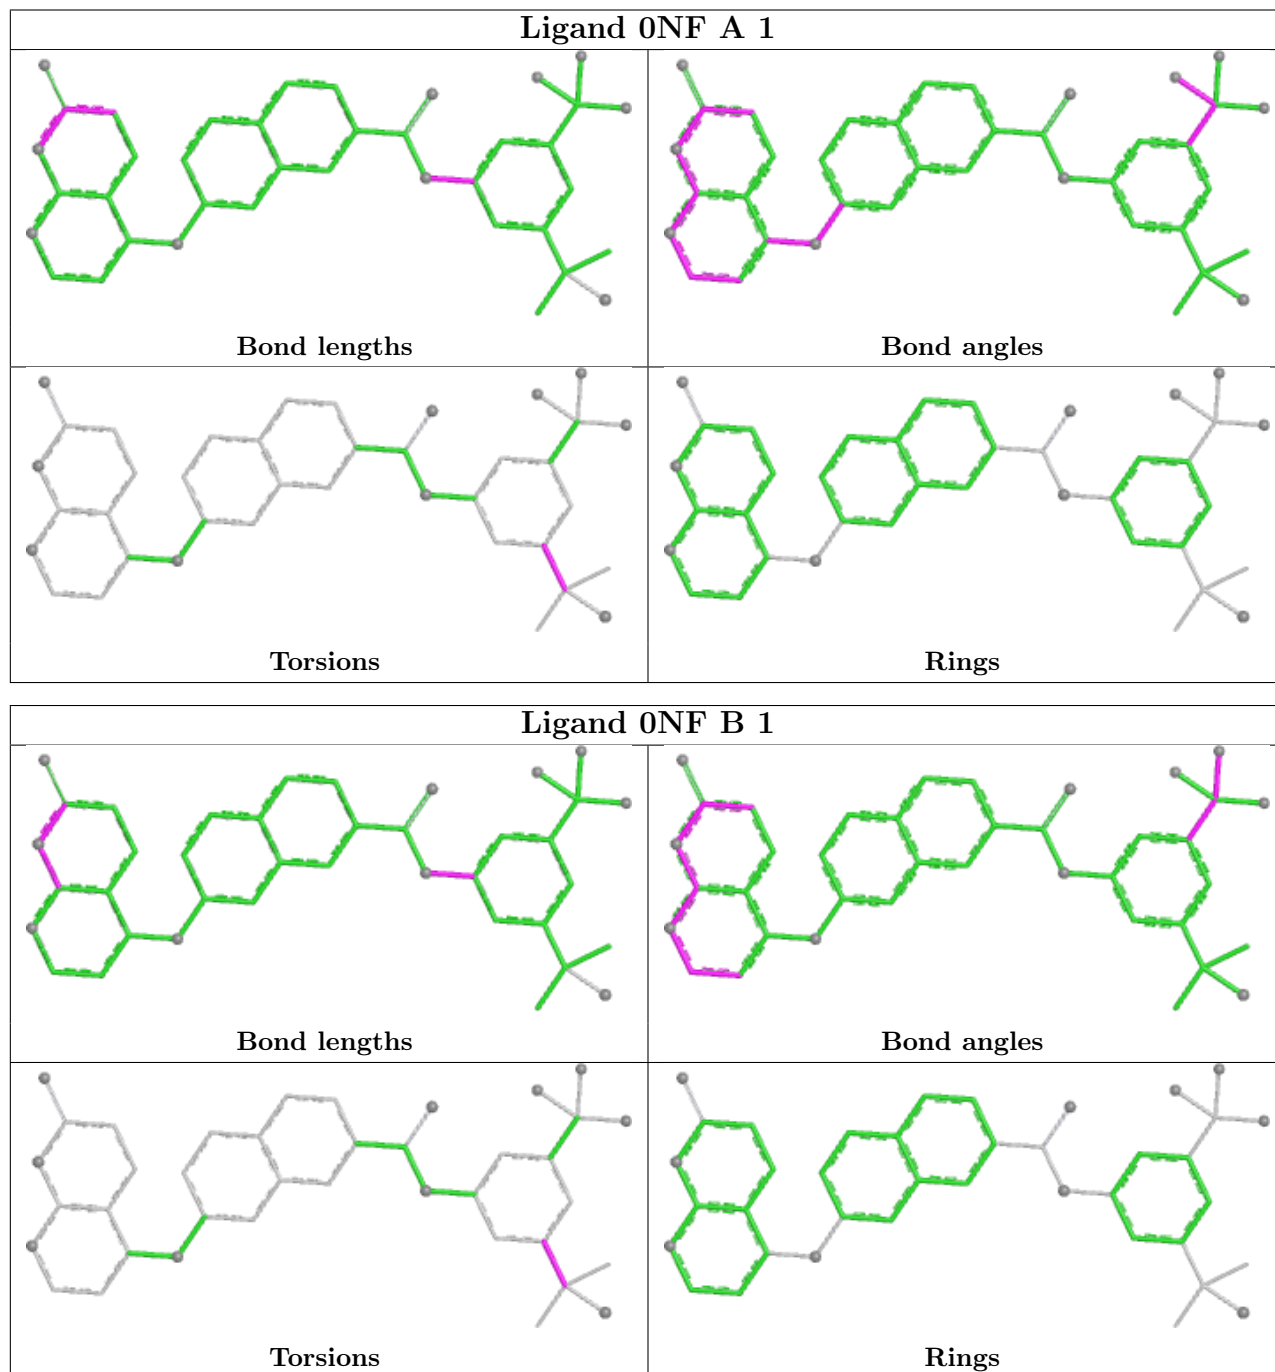 Ligand 0NF A 1
Bond lengths
Bond angles
Torsions
Rings
Ligand 0NF B 1
Bond lengths
Bond angles
Torsions
Rings